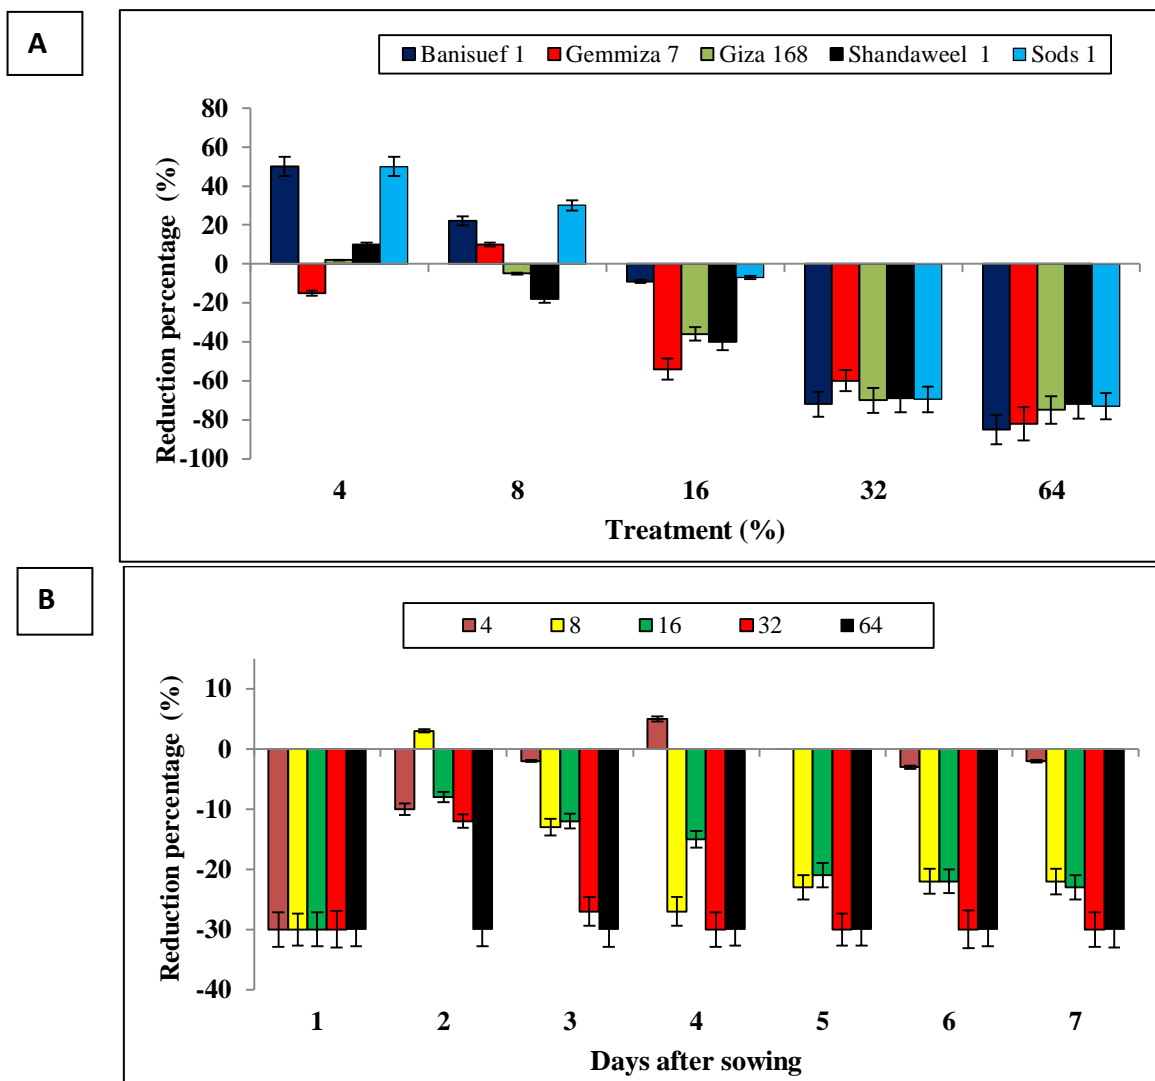 A
Banisuef 1 Gemmiza 7 Giza 168 Shandaweel 1 Sods 1
Reduction percentage (%)
80
60
40
20
0
-20
-40
-60
-80
-100
4 8 16 32 64
Treatment (%)
B
4 8 16 32 64
Reduction percentage (%)
10
0
-10
-20
-30
-40
1 2 3 4 5 6 7
Days after sowing